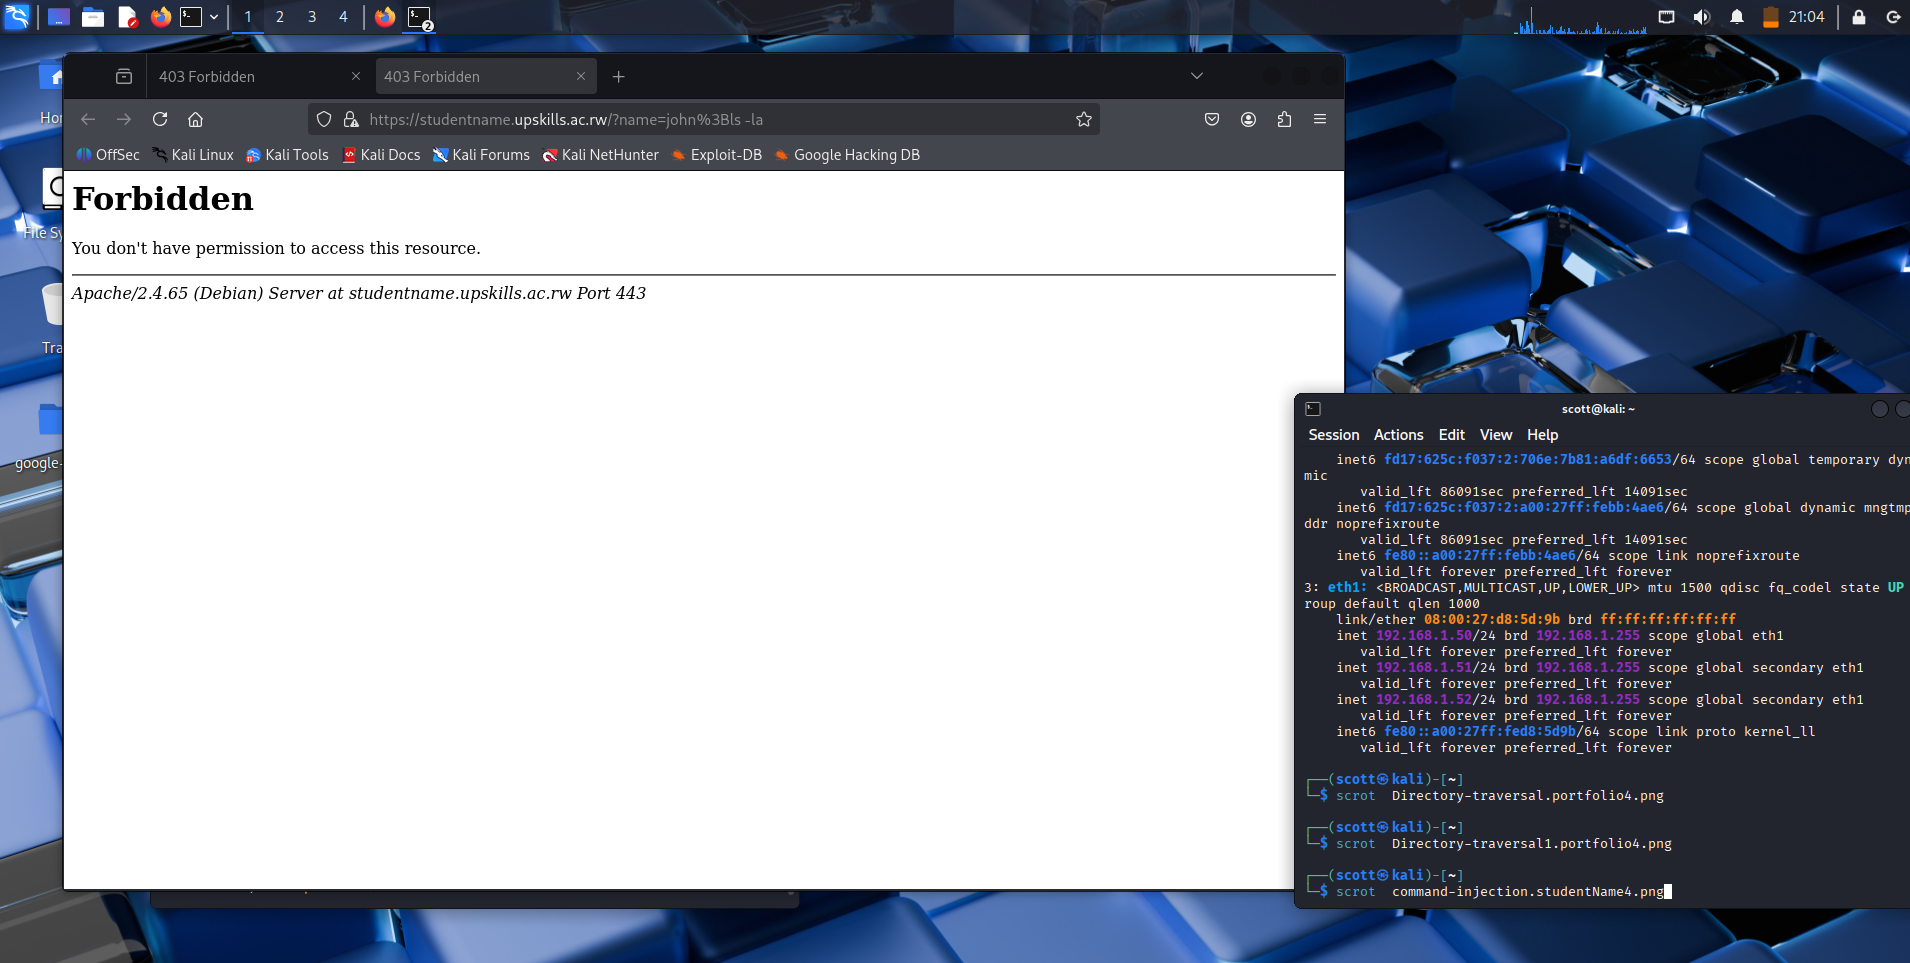 1 2 3 4
2
21:04
403 Forbidden
403 Forbidden
https://studentname.upskills.ac.rw/?name=john%3Bls -la
OffSec Kali Linux Kali Tools Kali Docs Kali Forums Kali NetHunter Exploit-DB Google Hacking DB
Forbidden
You don't have permission to access this resource.
Apache/2.4.65 (Debian) Server at studentname.upskills.ac.rw Port 443
google-
scott@kali: ~
Session Actions Edit View Help
inet6 fd17:625c:f037:2:706e:7b81:a6df:6653/64 scope global temporary dyn
mic
valid_lft 86091sec preferred_lft 14091sec
inet6 fd17:625c:f037:2:a00:27ff:febb:4ae6/64 scope global dynamic mngtmp
ddr noprefixroute
valid_lft 86091sec preferred_lft 14091sec
inet6 fe80::a00:27ff:febb:4ae6/64 scope link noprefixroute
valid_lft forever preferred_lft forever
3: eth1: <BROADCAST,MULTICAST,UP,LOWER_UP> mtu 1500 qdisc fq_codel state UP
roup default qlen 1000
link/ether 08:00:27:d8:5d:9b brd ff:ff:ff:ff:ff:ff
inet 192.168.1.50/24 brd 192.168.1.255 scope global eth1
valid_lft forever preferred_lft forever
inet 192.168.1.51/24 brd 192.168.1.255 scope global secondary eth1
valid_lft forever preferred_lft forever
inet 192.168.1.52/24 brd 192.168.1.255 scope global secondary eth1
valid_lft forever preferred_lft forever
inet6 fe80::a00:27ff:fed8:5d9b/64 scope link proto kernel_ll
valid_lft forever preferred_lft forever
┌──(scott㉿kali)-[~]
└─$ scrot  Directory-traversal.portfolio4.png
┌──(scott㉿kali)-[~]
└─$ scrot  Directory-traversal1.portfolio4.png
┌──(scott㉿kali)-[~]
└─$ scrot  command-injection.studentName4.png